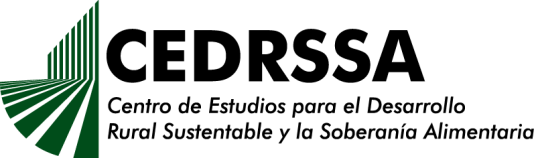 CEDRSSA
Centro de Estudios para el Desarrollo
Rural Sustentable y la Soberanía Alimentaria